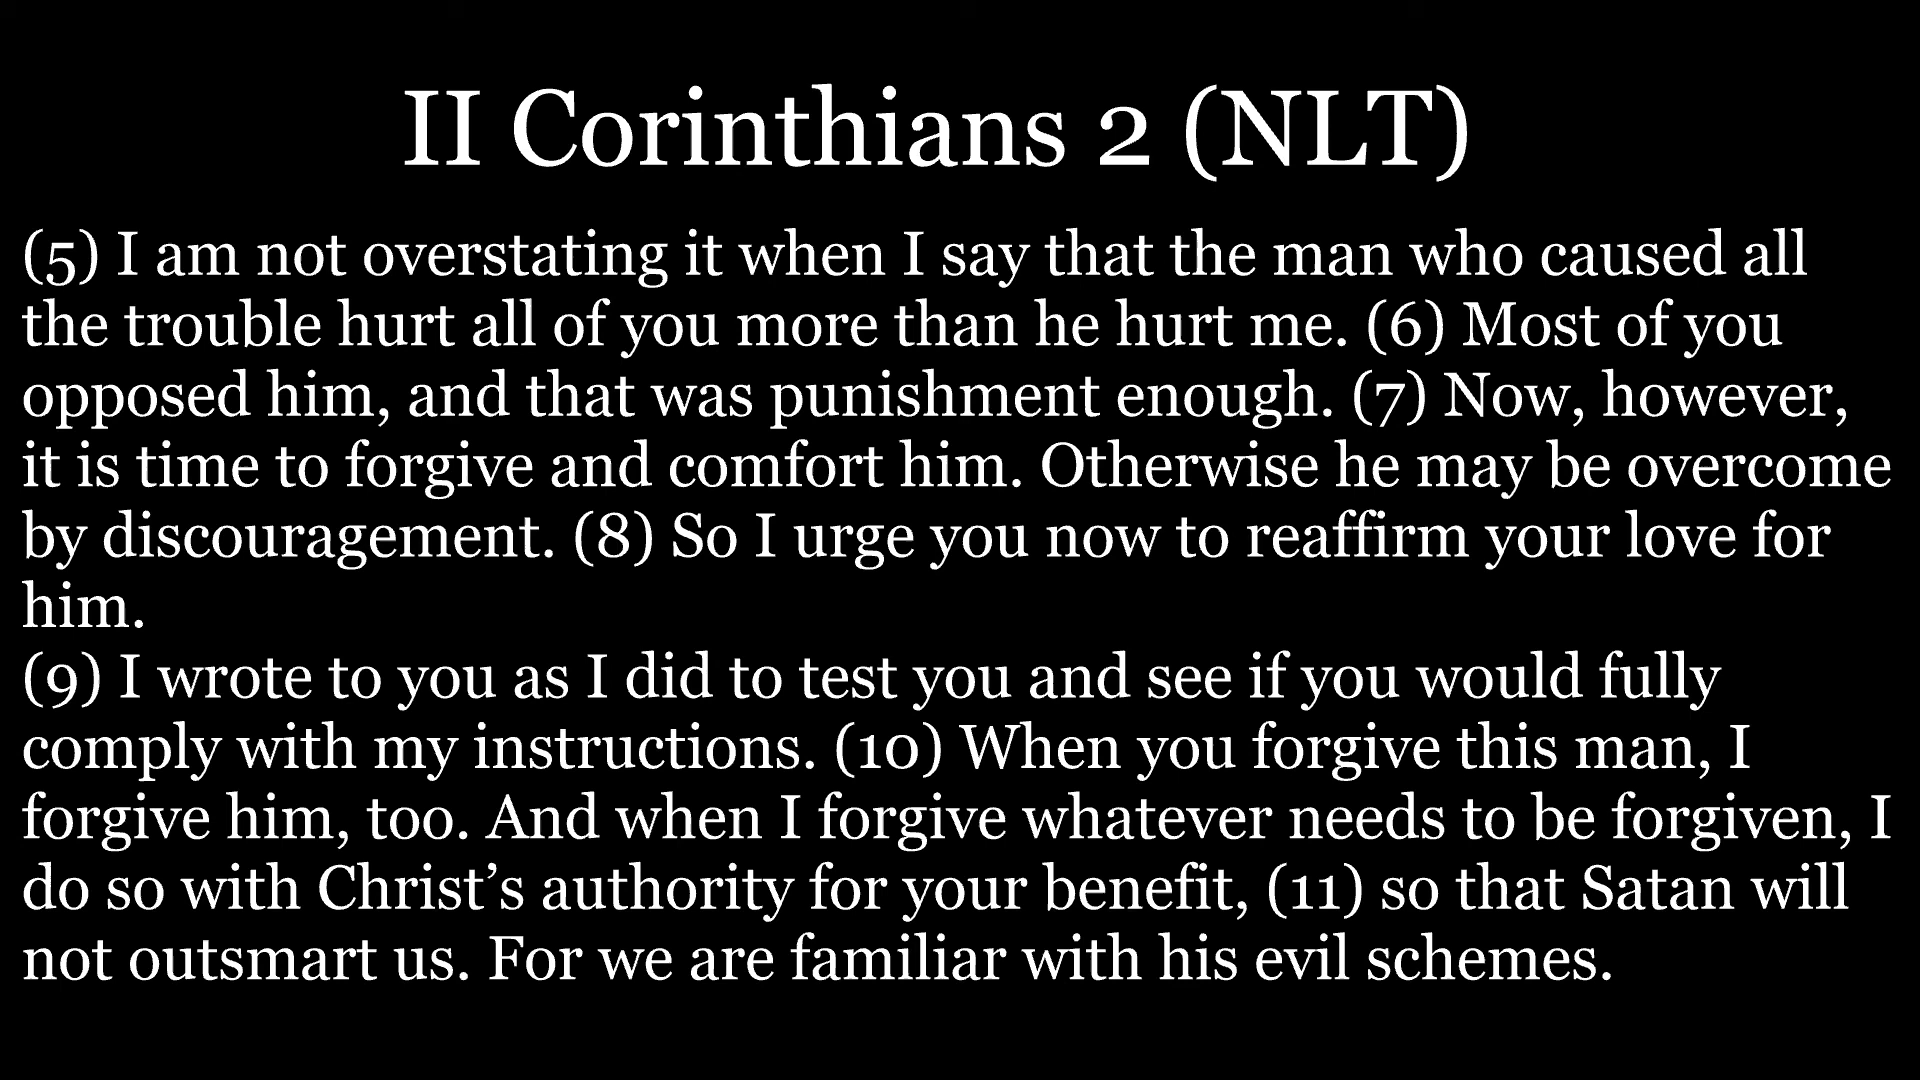 II Corinthians 2 (NLT)
(5) I am not overstating it when I say that the man who caused all
the trouble hurt all of you more than he hurt me. (6) Most of you
opposed him, and that was punishment enough. (7) Now, however,
it is time to forgive and comfort him. Otherwise he may be overcome
by discouragement. (8) So I urge you now to reaffirm your love for
him.
(9) I wrote to you as I did to test you and see if you would fully
comply with my instructions. (10) When you forgive this man, I
forgive him, too. And when I forgive whatever needs to be forgiven, I
do so with Christ’s authority for your benefit, (11) so that Satan will
not outsmart us. For we are familiar with his evil schemes.